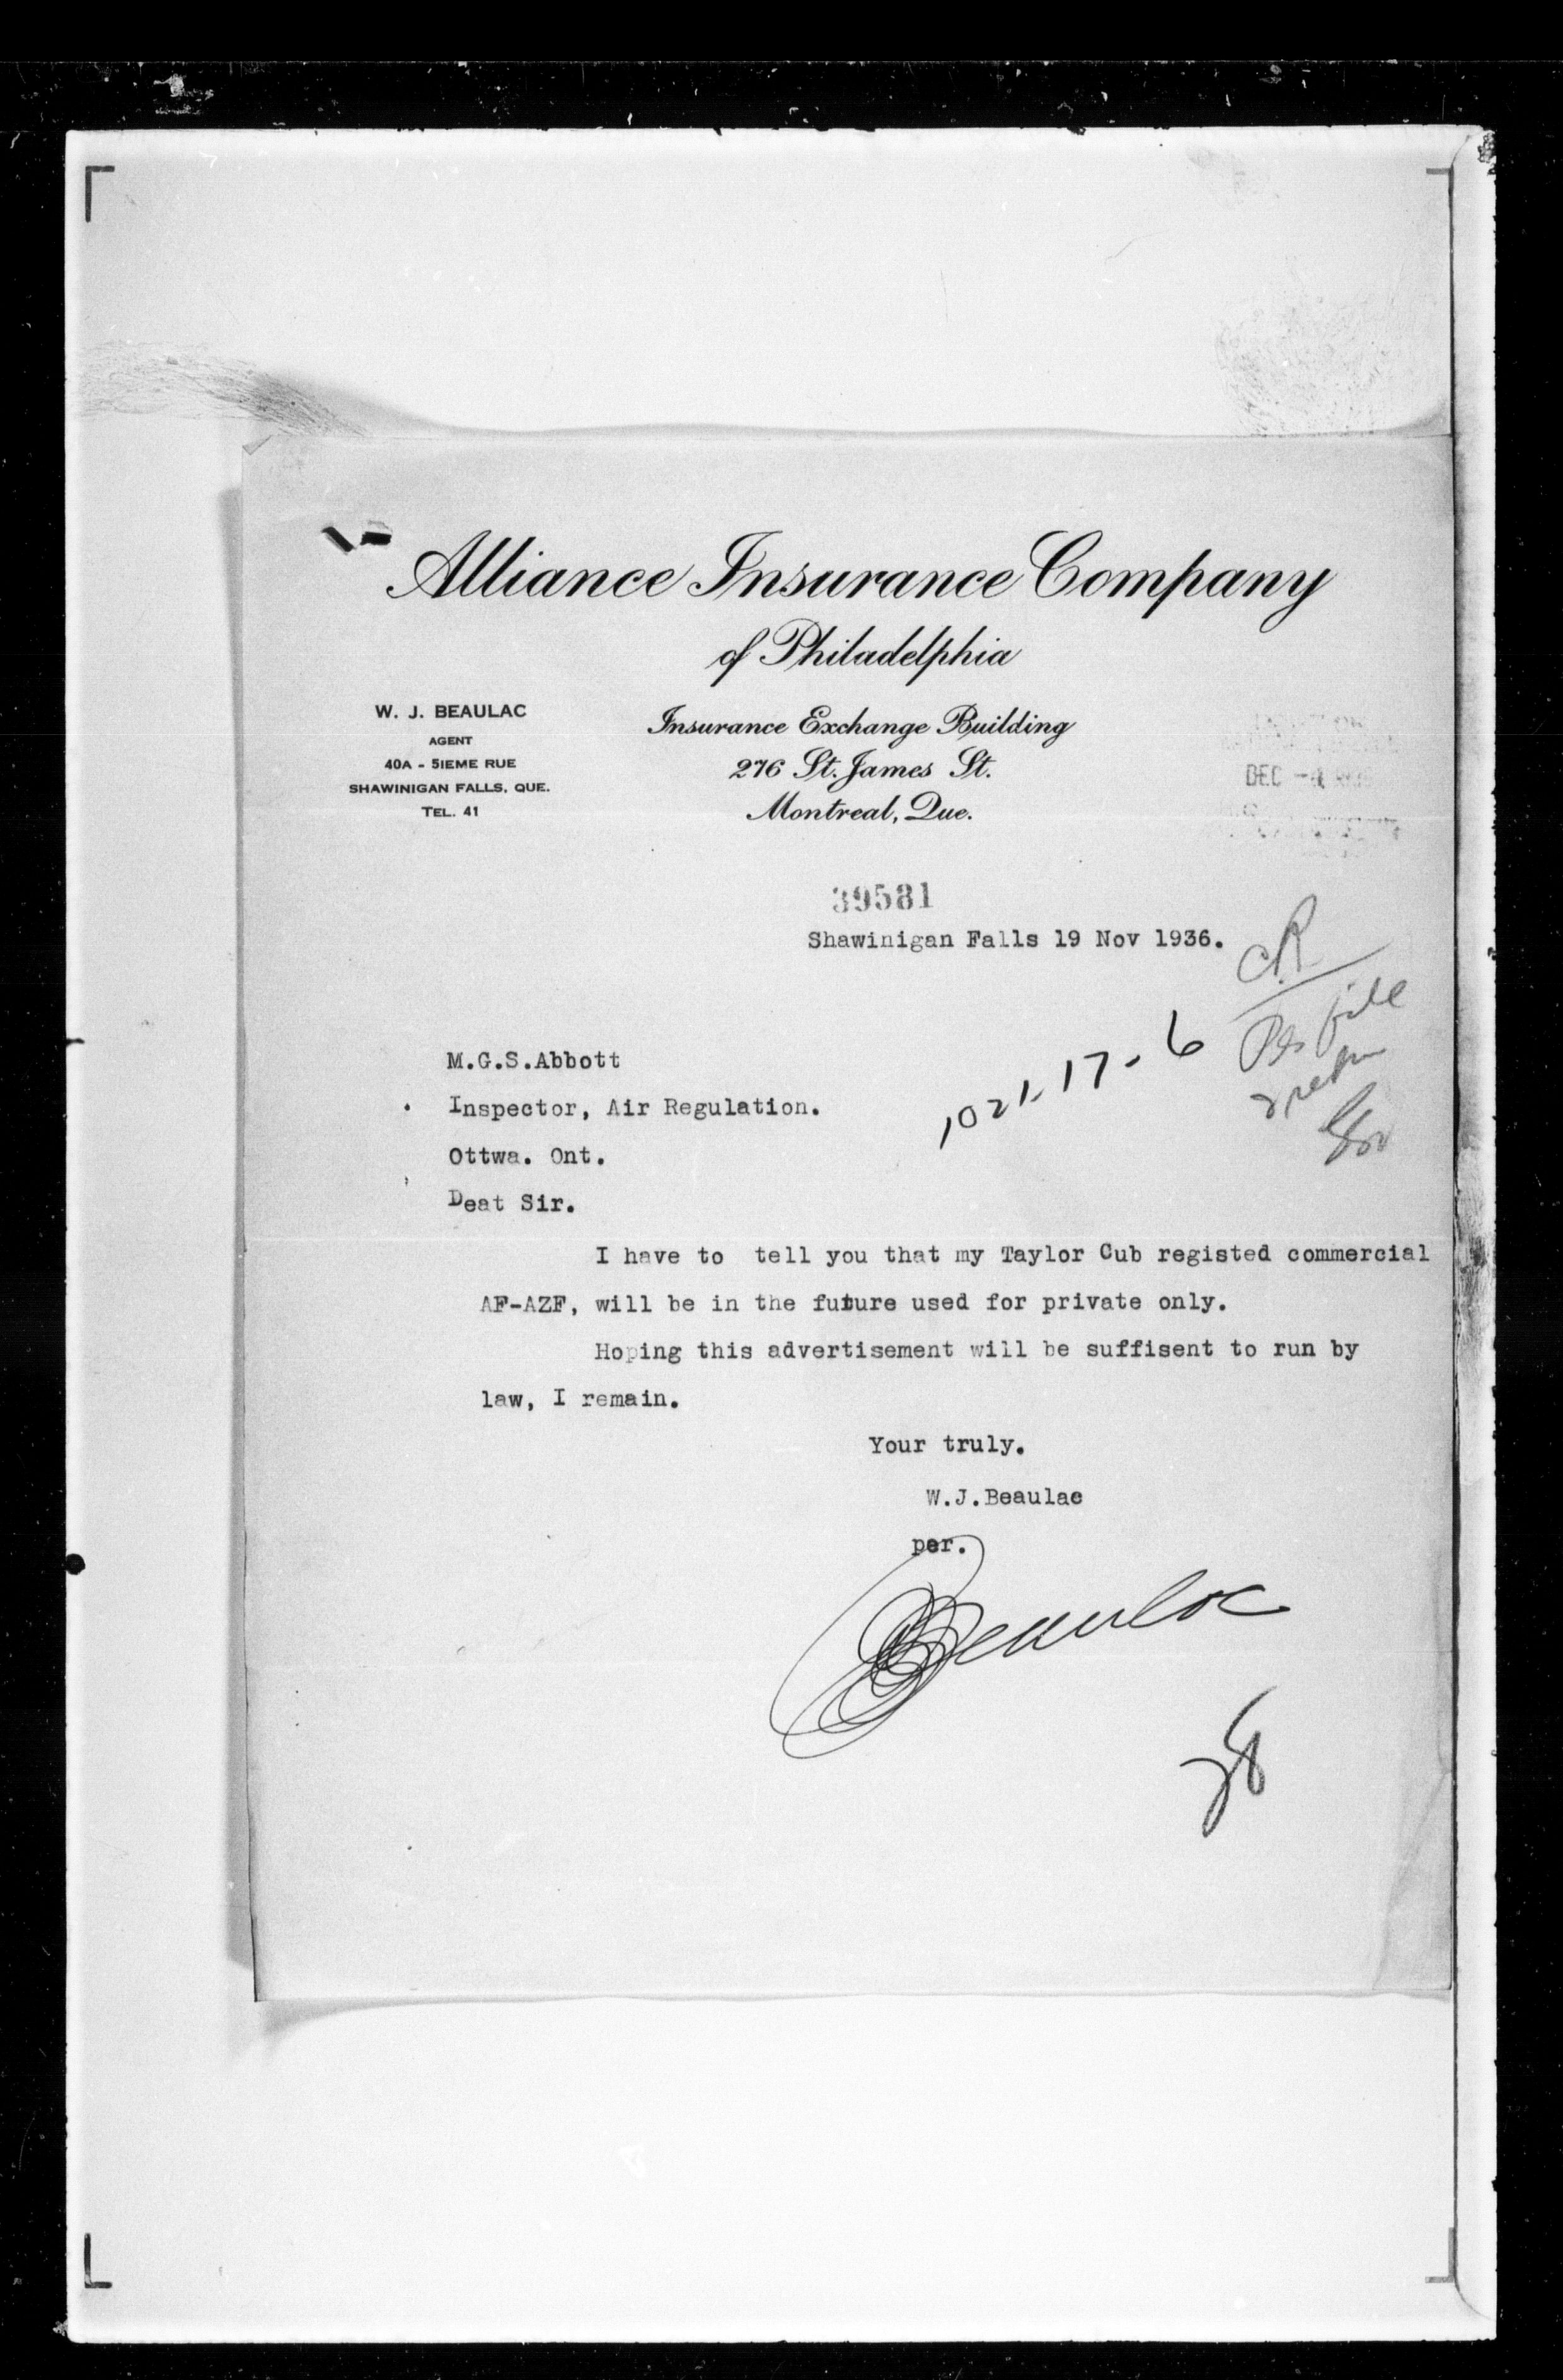 Alliance Insurance Company
of Philadelphia
W. J. BEAULAC
AGENT
40A - 5IEME RUE
SHAWINIGAN FALLS, QUE.
TEL. 41
Insurance Exchange Building
276 St. James St.
Montreal, Que.
DEC -4
39581
Shawinigan Falls 19 Nov 1936.
C.R
file
1021-17-6
M.G.S.Abbott
Inspector, Air Regulation.
Ottwa. Ont.
Deat Sir.
I have to tell you that my Taylor Cub registed commercial
AF-AZF, will be in the future used for private only.
Hoping this advertisement will be suffisent to run by
law, I remain.
Your truly.
W.J.Beaulac
per.
Beaulac